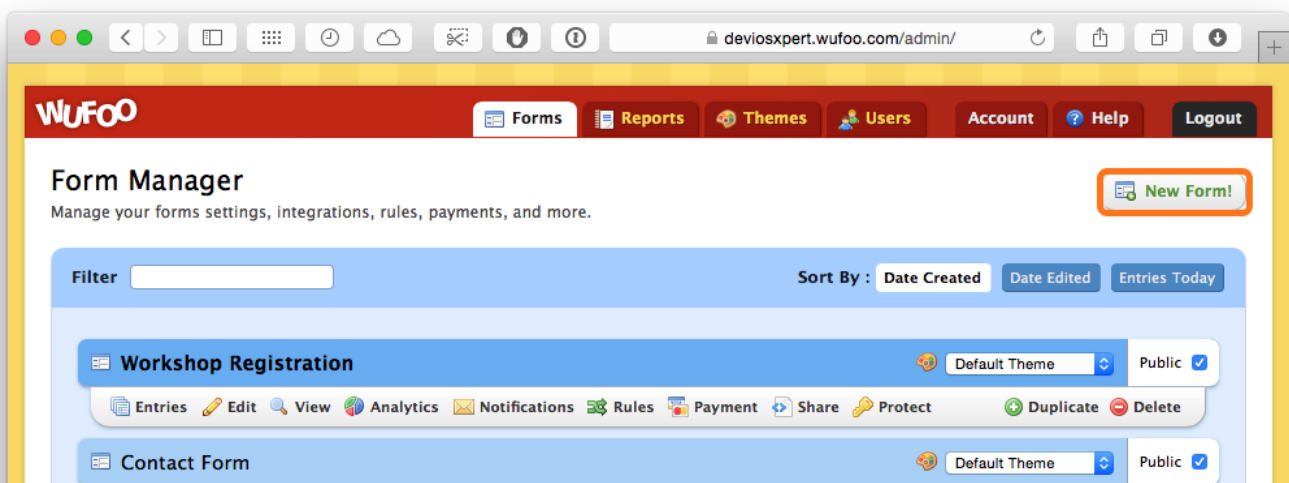 deviosxpert.wufoo.com/admin/
WUFOO
Forms Reports Themes Users Account Help Logout
Form Manager
New Form!
Manage your forms settings, integrations, rules, payments, and more.
Filter Sort By : Date Created Date Edited Entries Today
Workshop Registration Default Theme Public
Entries Edit View Analytics Notifications Rules Payment Share Protect Duplicate Delete
Contact Form Default Theme Public